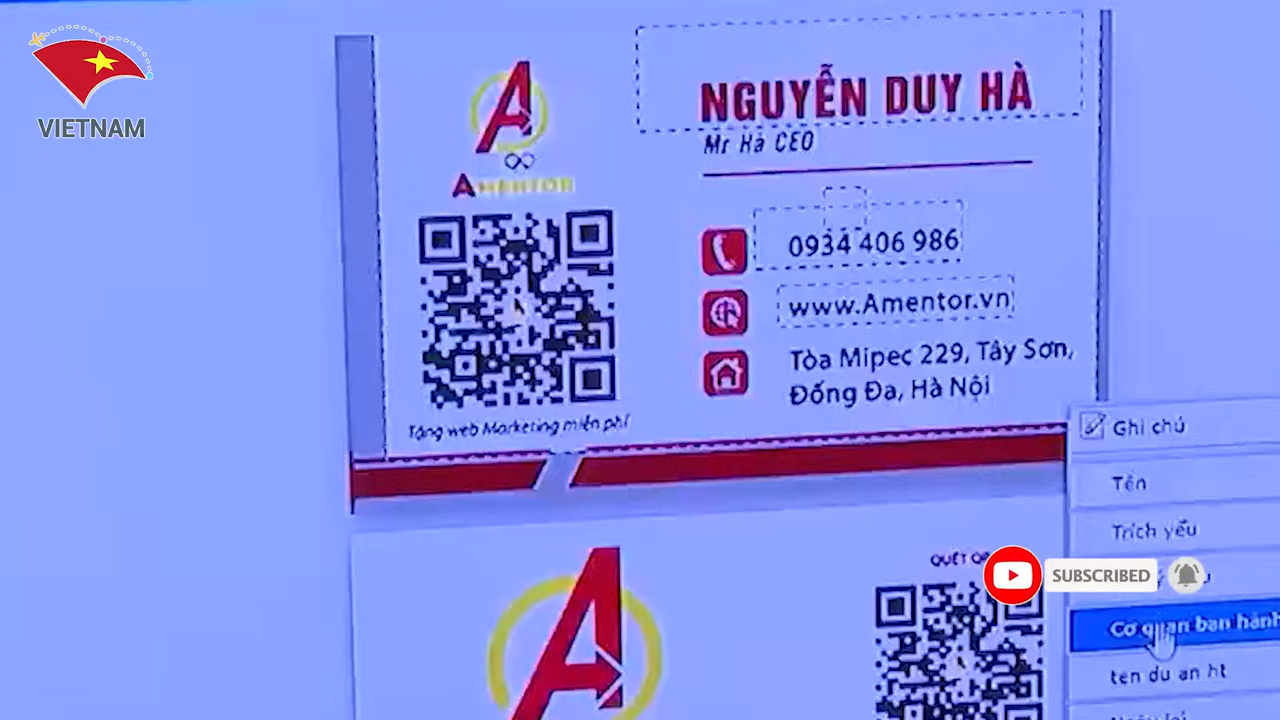 VIETNAM
NGUYỄN DUY HÀ
Mr Hà CEO
AMENTOR
0934 406 986
www.Amentor.vn
Tòa Mipec 229, Tây Sơn,
Đống Đa, Hà Nội
Tặng web Marketing miễn phí
Ghi chú
Tên
Trích yếu
QUÉT
SUBSCRIBED
Cơ quan ban hành
ten du an ht